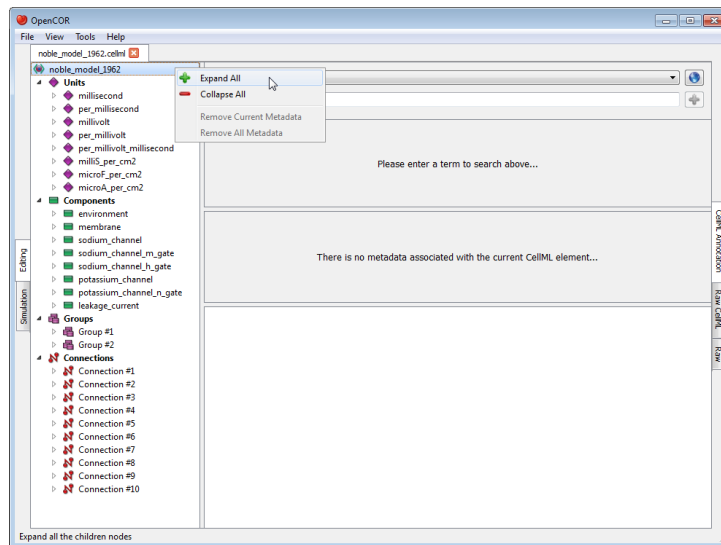 OpenCOR
File View Tools Help
noble_model_1962.cellml
noble_model_1962
Units
millisecond
per_millisecond
millivolt
per_millivolt
per_millivolt_millisecond
milliS_per_cm2
microF_per_cm2
microA_per_cm2
Components
environment
membrane
sodium_channel
sodium_channel_m_gate
sodium_channel_h_gate
potassium_channel
potassium_channel_n_gate
leakage_current
Groups
Group #1
Group #2
Connections
Connection #1
Connection #2
Connection #3
Connection #4
Connection #5
Connection #6
Connection #7
Connection #8
Connection #9
Connection #10
Expand All
Collapse All
Remove Current Metadata
Remove All Metadata
Please enter a term to search above...
There is no metadata associated with the current CellML element...
Editing
Simulation
CellML Annotation
Raw CellML
Raw
Expand all the children nodes